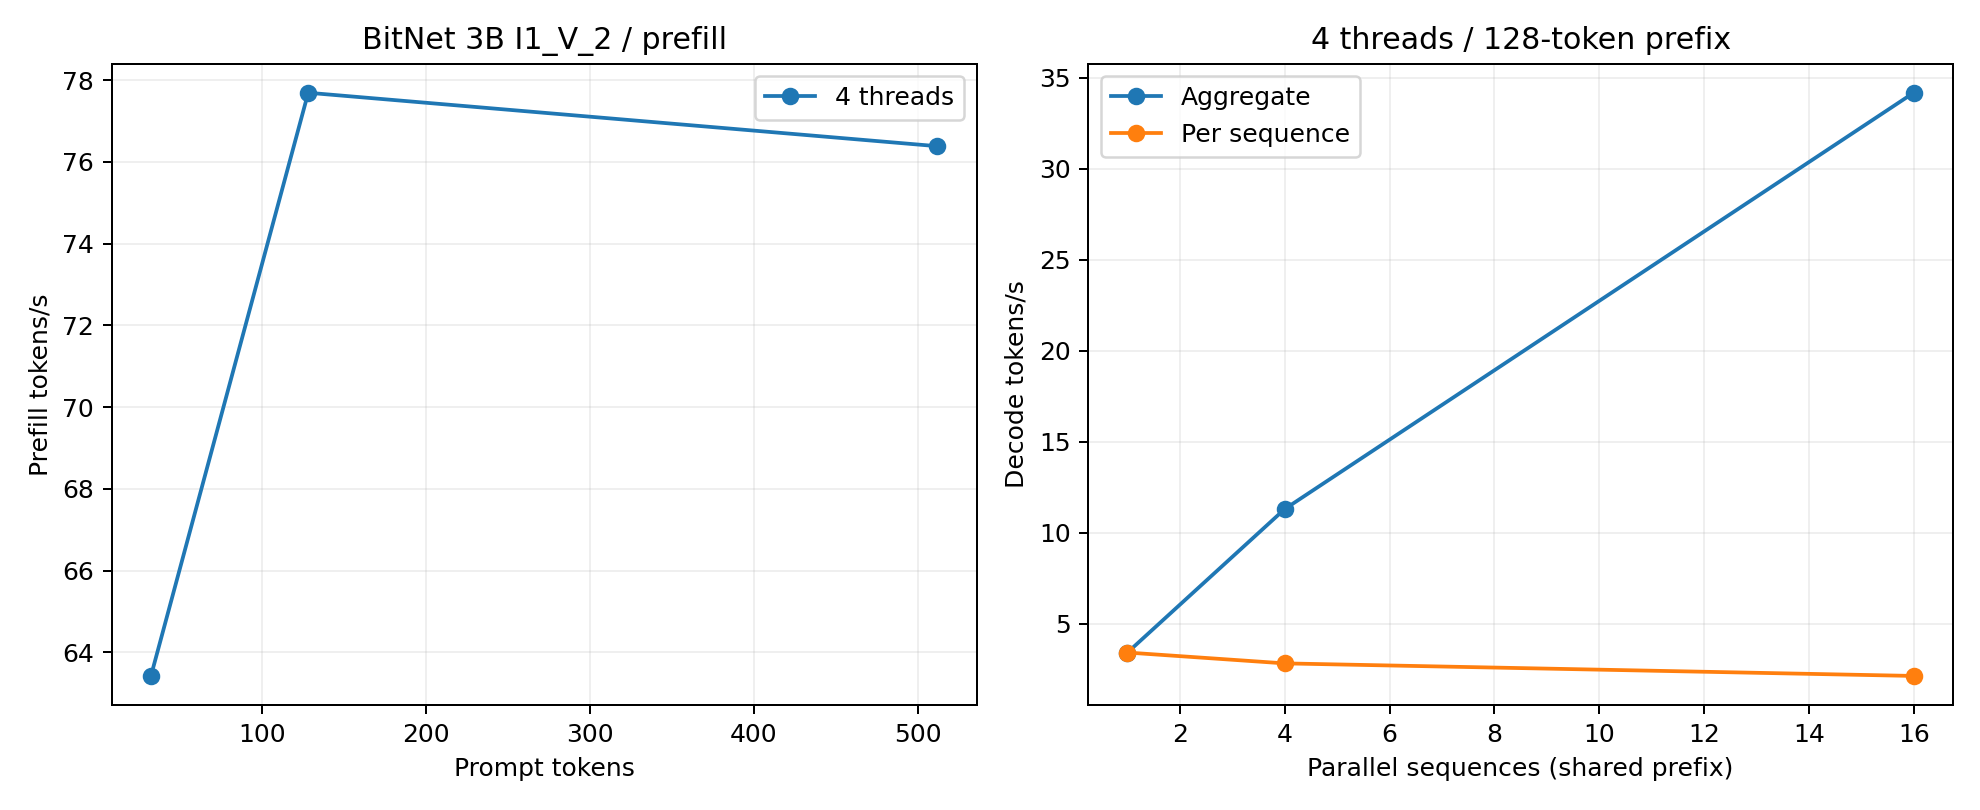 BitNet 3B I1_V_2 / prefill
78
76
74
72
70
68
66
64
Prefill tokens/s
4 threads
100 200 300 400 500
Prompt tokens
4 threads / 128-token prefix
35
30
25
20
15
10
5
Decode tokens/s
Aggregate
Per sequence
2 4 6 8 10 12 14 16
Parallel sequences (shared prefix)